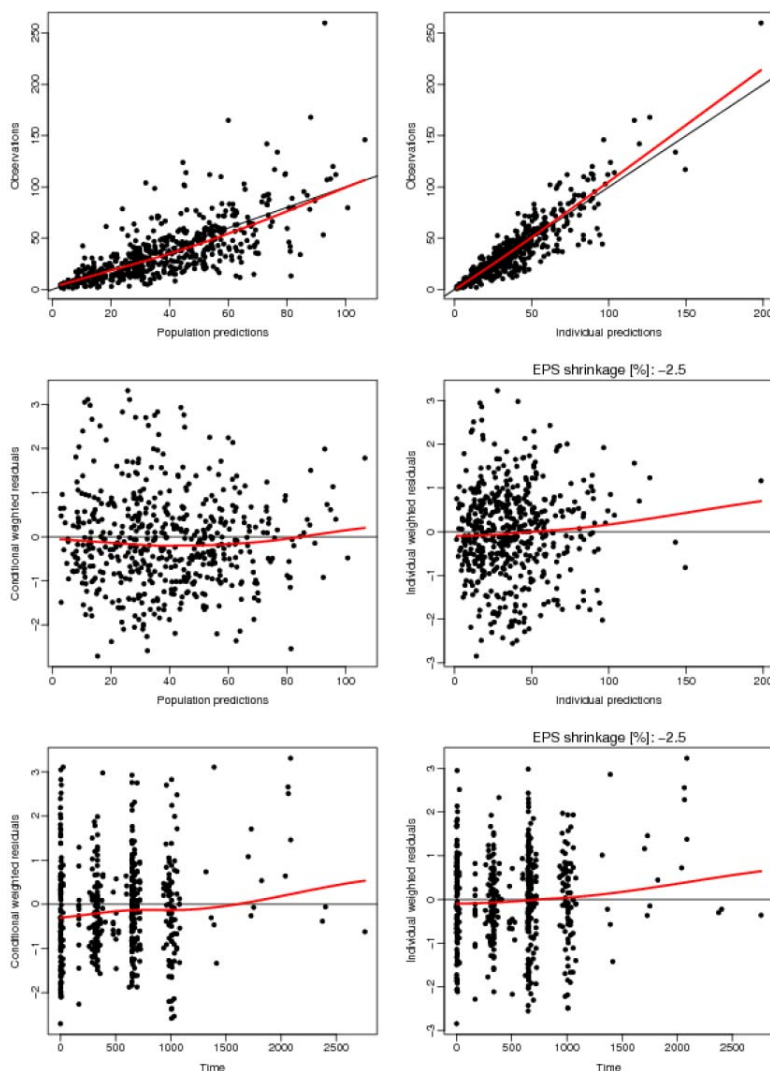 250
200
150
100
50
0
Observations
0 20 40 60 80 100
Population predictions
250
200
150
100
50
0
Observations
0 50 100 150 200
Individual predictions
3
2
1
0
−1
−2
Conditional weighted residuals
0 20 40 60 80 100
Population predictions
EPS shrinkage [%]: −2.5
3
2
1
0
−1
−2
−3
Individual weighted residuals
0 50 100 150 200
Individual predictions
3
2
1
0
−1
−2
Conditional weighted residuals
0 500 1000 1500 2000 2500
Time
EPS shrinkage [%]: −2.5
3
2
1
0
−1
−2
−3
Individual weighted residuals
0 500 1000 1500 2000 2500
Time